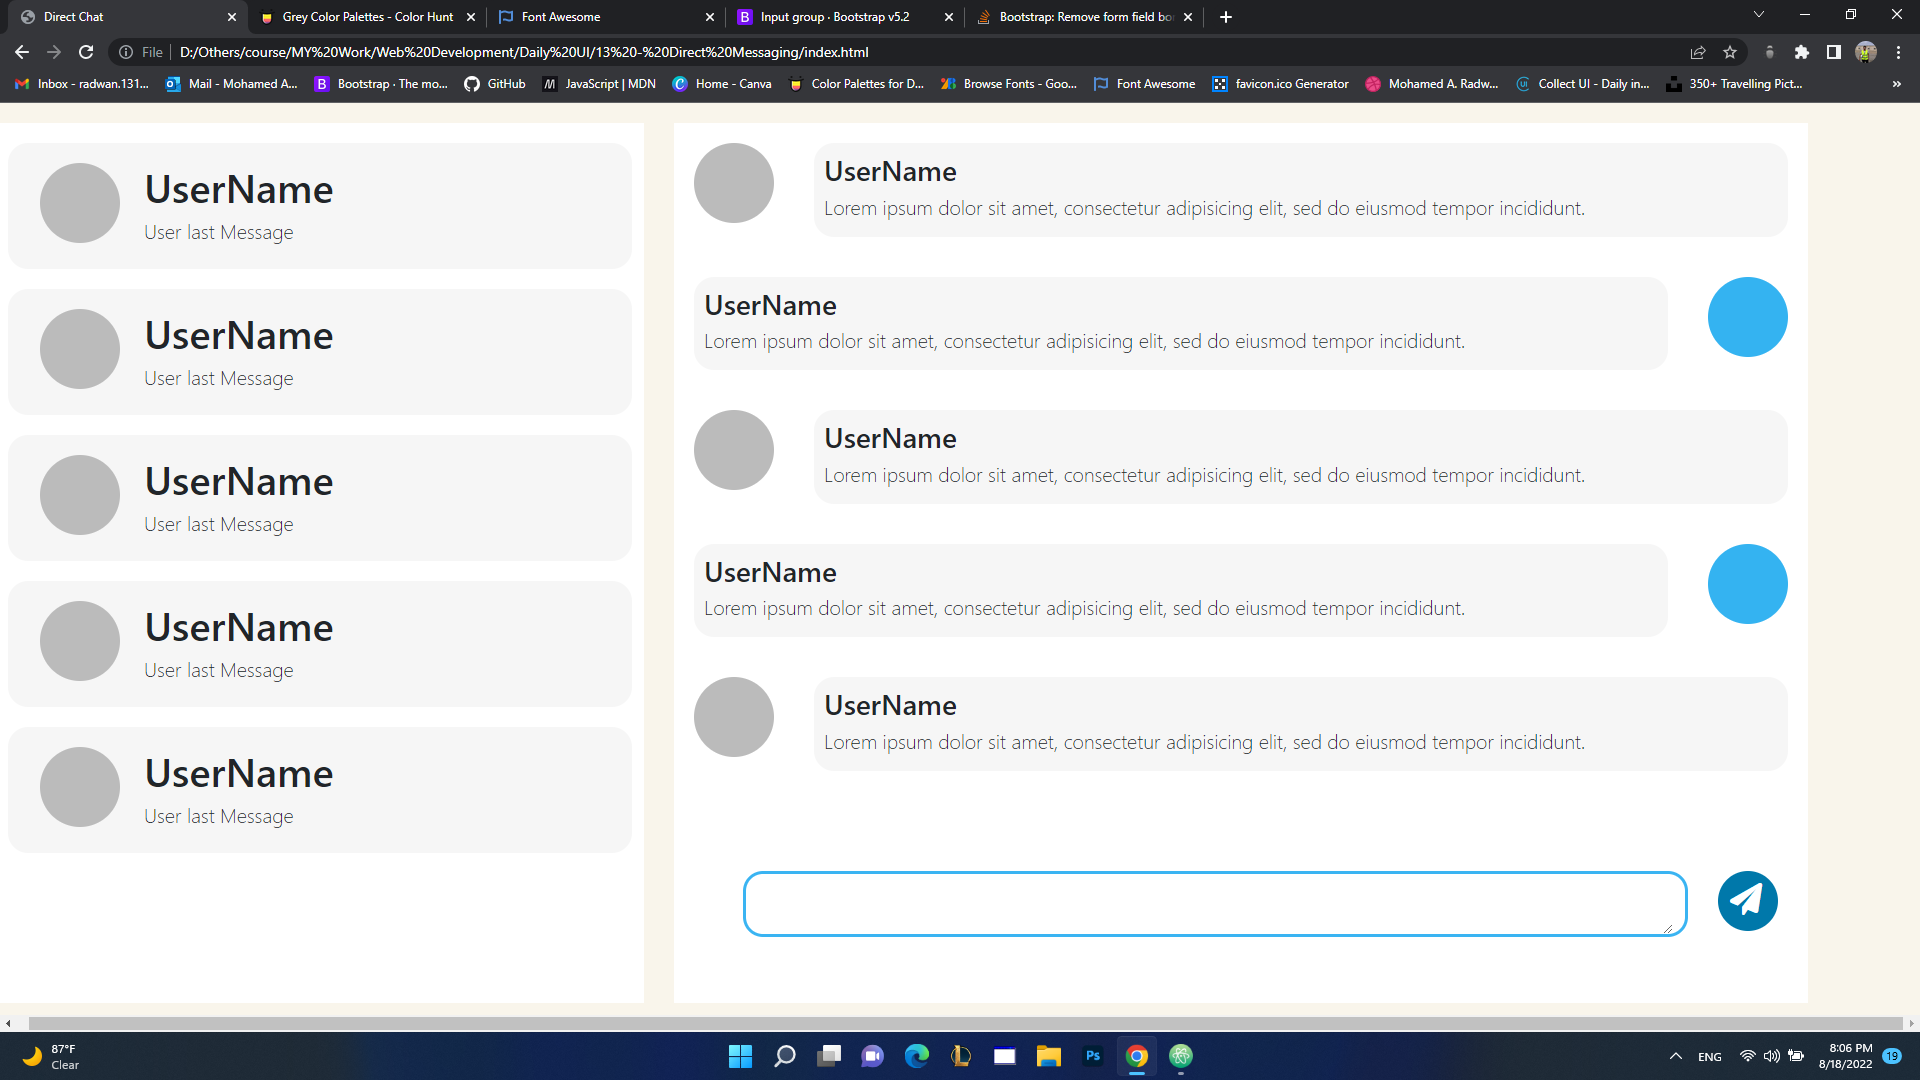 Direct Chat
Grey Color Palettes - Color Hunt
Font Awesome
Input group · Bootstrap v5.2
Bootstrap: Remove form field bo
File
D:/Others/course/MY%20Work/Web%20Development/Daily%20UI/13%20-%20Direct%20Messaging/index.html
Inbox - radwan.131...
Mail - Mohamed A...
Bootstrap · The mo...
GitHub
JavaScript | MDN
Home - Canva
Color Palettes for D...
Browse Fonts - Goo...
Font Awesome
favicon.ico Generator
Mohamed A. Radw...
Collect UI - Daily in...
350+ Travelling Pict...
»
UserName
User last Message
UserName
User last Message
UserName
User last Message
UserName
User last Message
UserName
User last Message
UserName
Lorem ipsum dolor sit amet, consectetur adipisicing elit, sed do eiusmod tempor incididunt.
UserName
Lorem ipsum dolor sit amet, consectetur adipisicing elit, sed do eiusmod tempor incididunt.
UserName
Lorem ipsum dolor sit amet, consectetur adipisicing elit, sed do eiusmod tempor incididunt.
UserName
Lorem ipsum dolor sit amet, consectetur adipisicing elit, sed do eiusmod tempor incididunt.
UserName
Lorem ipsum dolor sit amet, consectetur adipisicing elit, sed do eiusmod tempor incididunt.
87°F
Clear
Ps
ENG
8:06 PM
8/18/2022
19